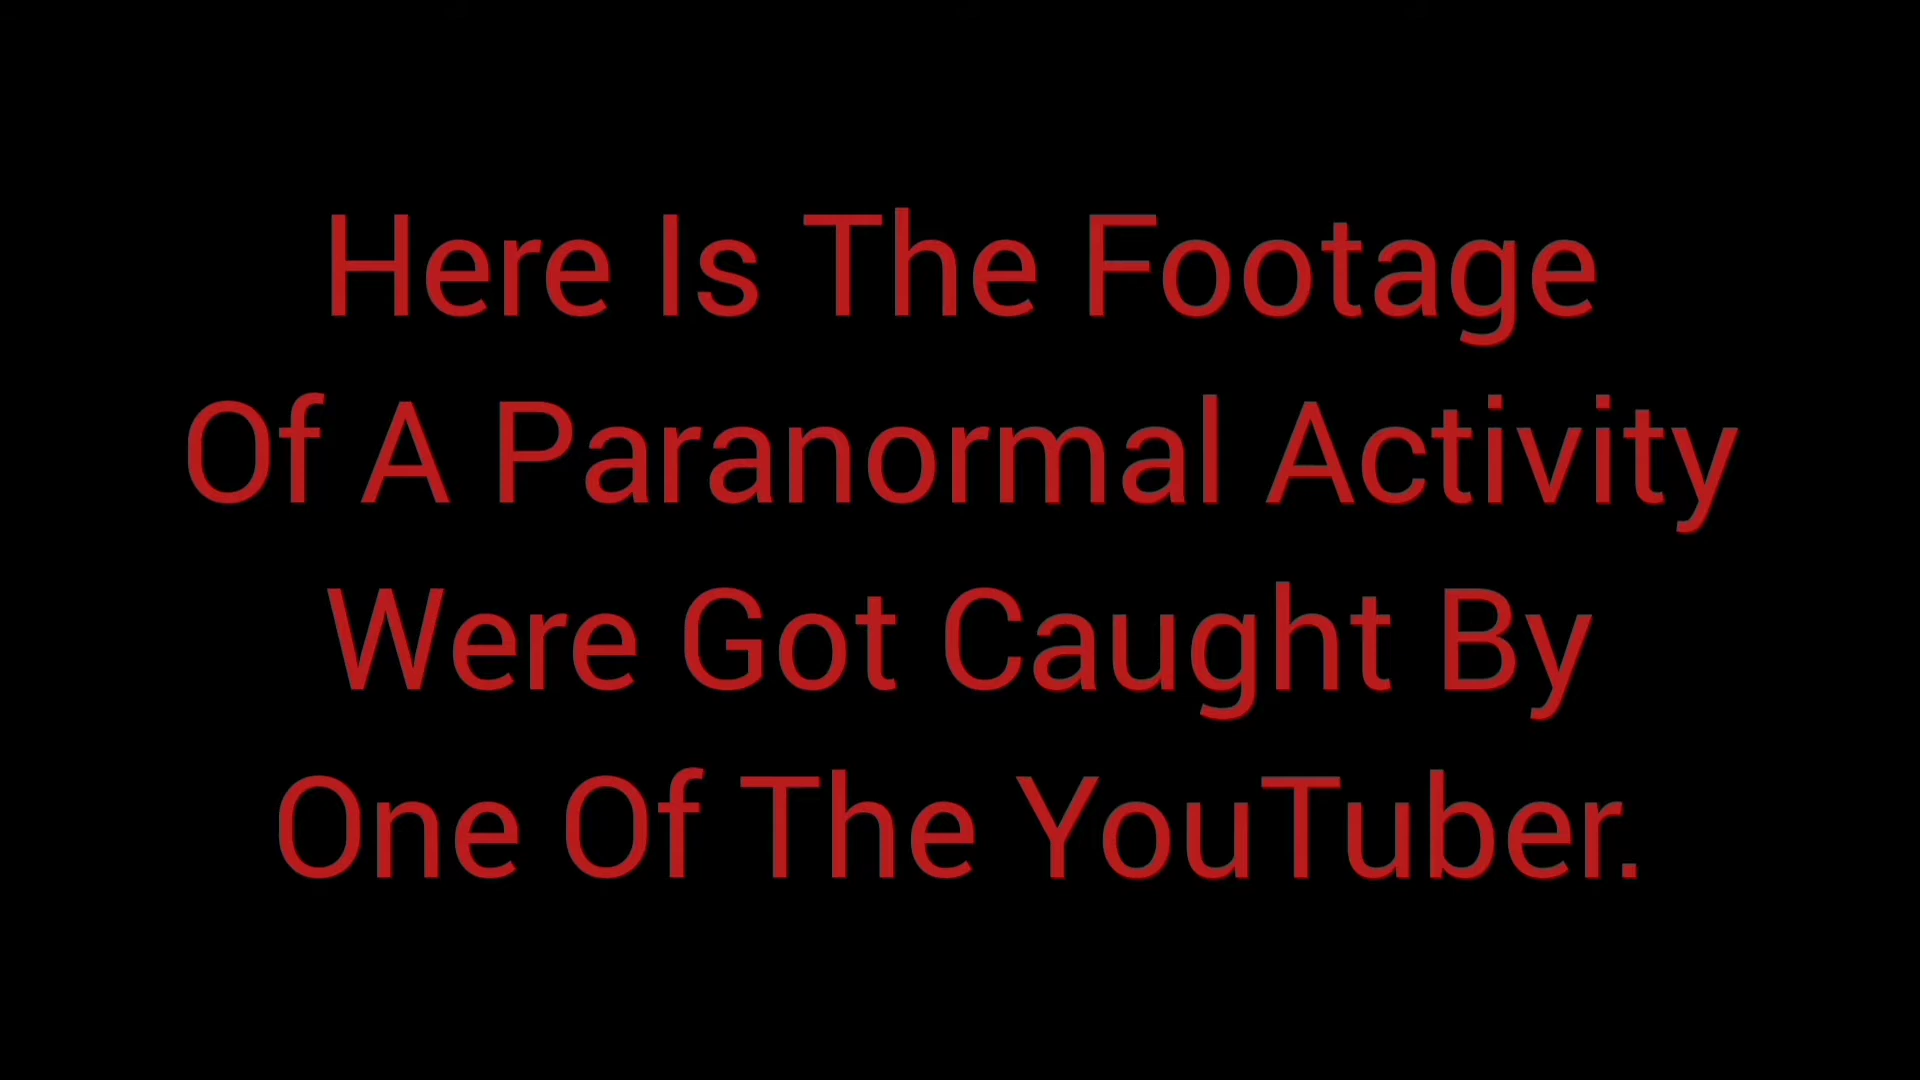 Here Is The Footage
Of A Paranormal Activity
Were Got Caught By
One Of The YouTuber.